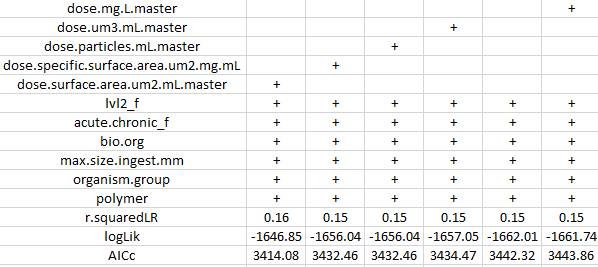 dose.mg.L.master +
dose.um3.mL.master +
dose.particles.mL.master +
dose.specific.surface.area.um2.mg.mL +
dose.surface.area.um2.mL.master +
lvl2_f + + + + + +
acute.chronic_f + + + + + +
bio.org + + + + + +
max.size.ingest.mm + + + + + +
organism.group + + + + + +
polymer + + + + + +
r.squaredLR 0.16 0.15 0.15 0.15 0.15 0.15
logLik -1646.85 -1656.04 -1656.04 -1657.05 -1662.01 -1661.74
AICc 3414.08 3432.46 3432.46 3434.47 3442.32 3443.86